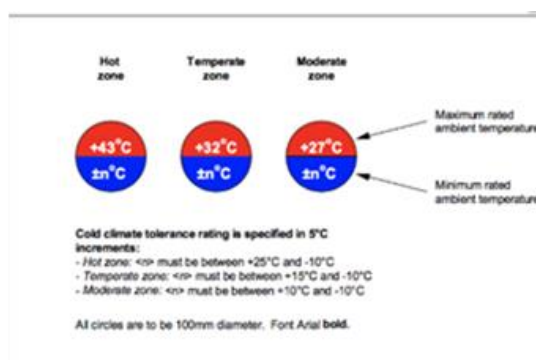 Hot zone
Temperate zone
Moderate zone
+43°C
±n°C
+32°C
±n°C
+27°C
±n°C
Maximum rated
ambient temperature
Minimum rated
ambient temperature
Cold climate tolerance rating is specified in 5°C
increments:
- Hot zone: <n> must be between +25°C and -10°C
- Temperate zone: <n> must be between +15°C and -10°C
- Moderate zone: <n> must be between +10°C and -10°C
All circles are to be 100mm diameter. Font Arial bold.